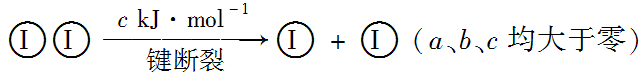 Ⓘ Ⓘ —c kJ·mol⁻¹ 键断裂→ Ⓘ + Ⓘ (a、b、c 均大于零)